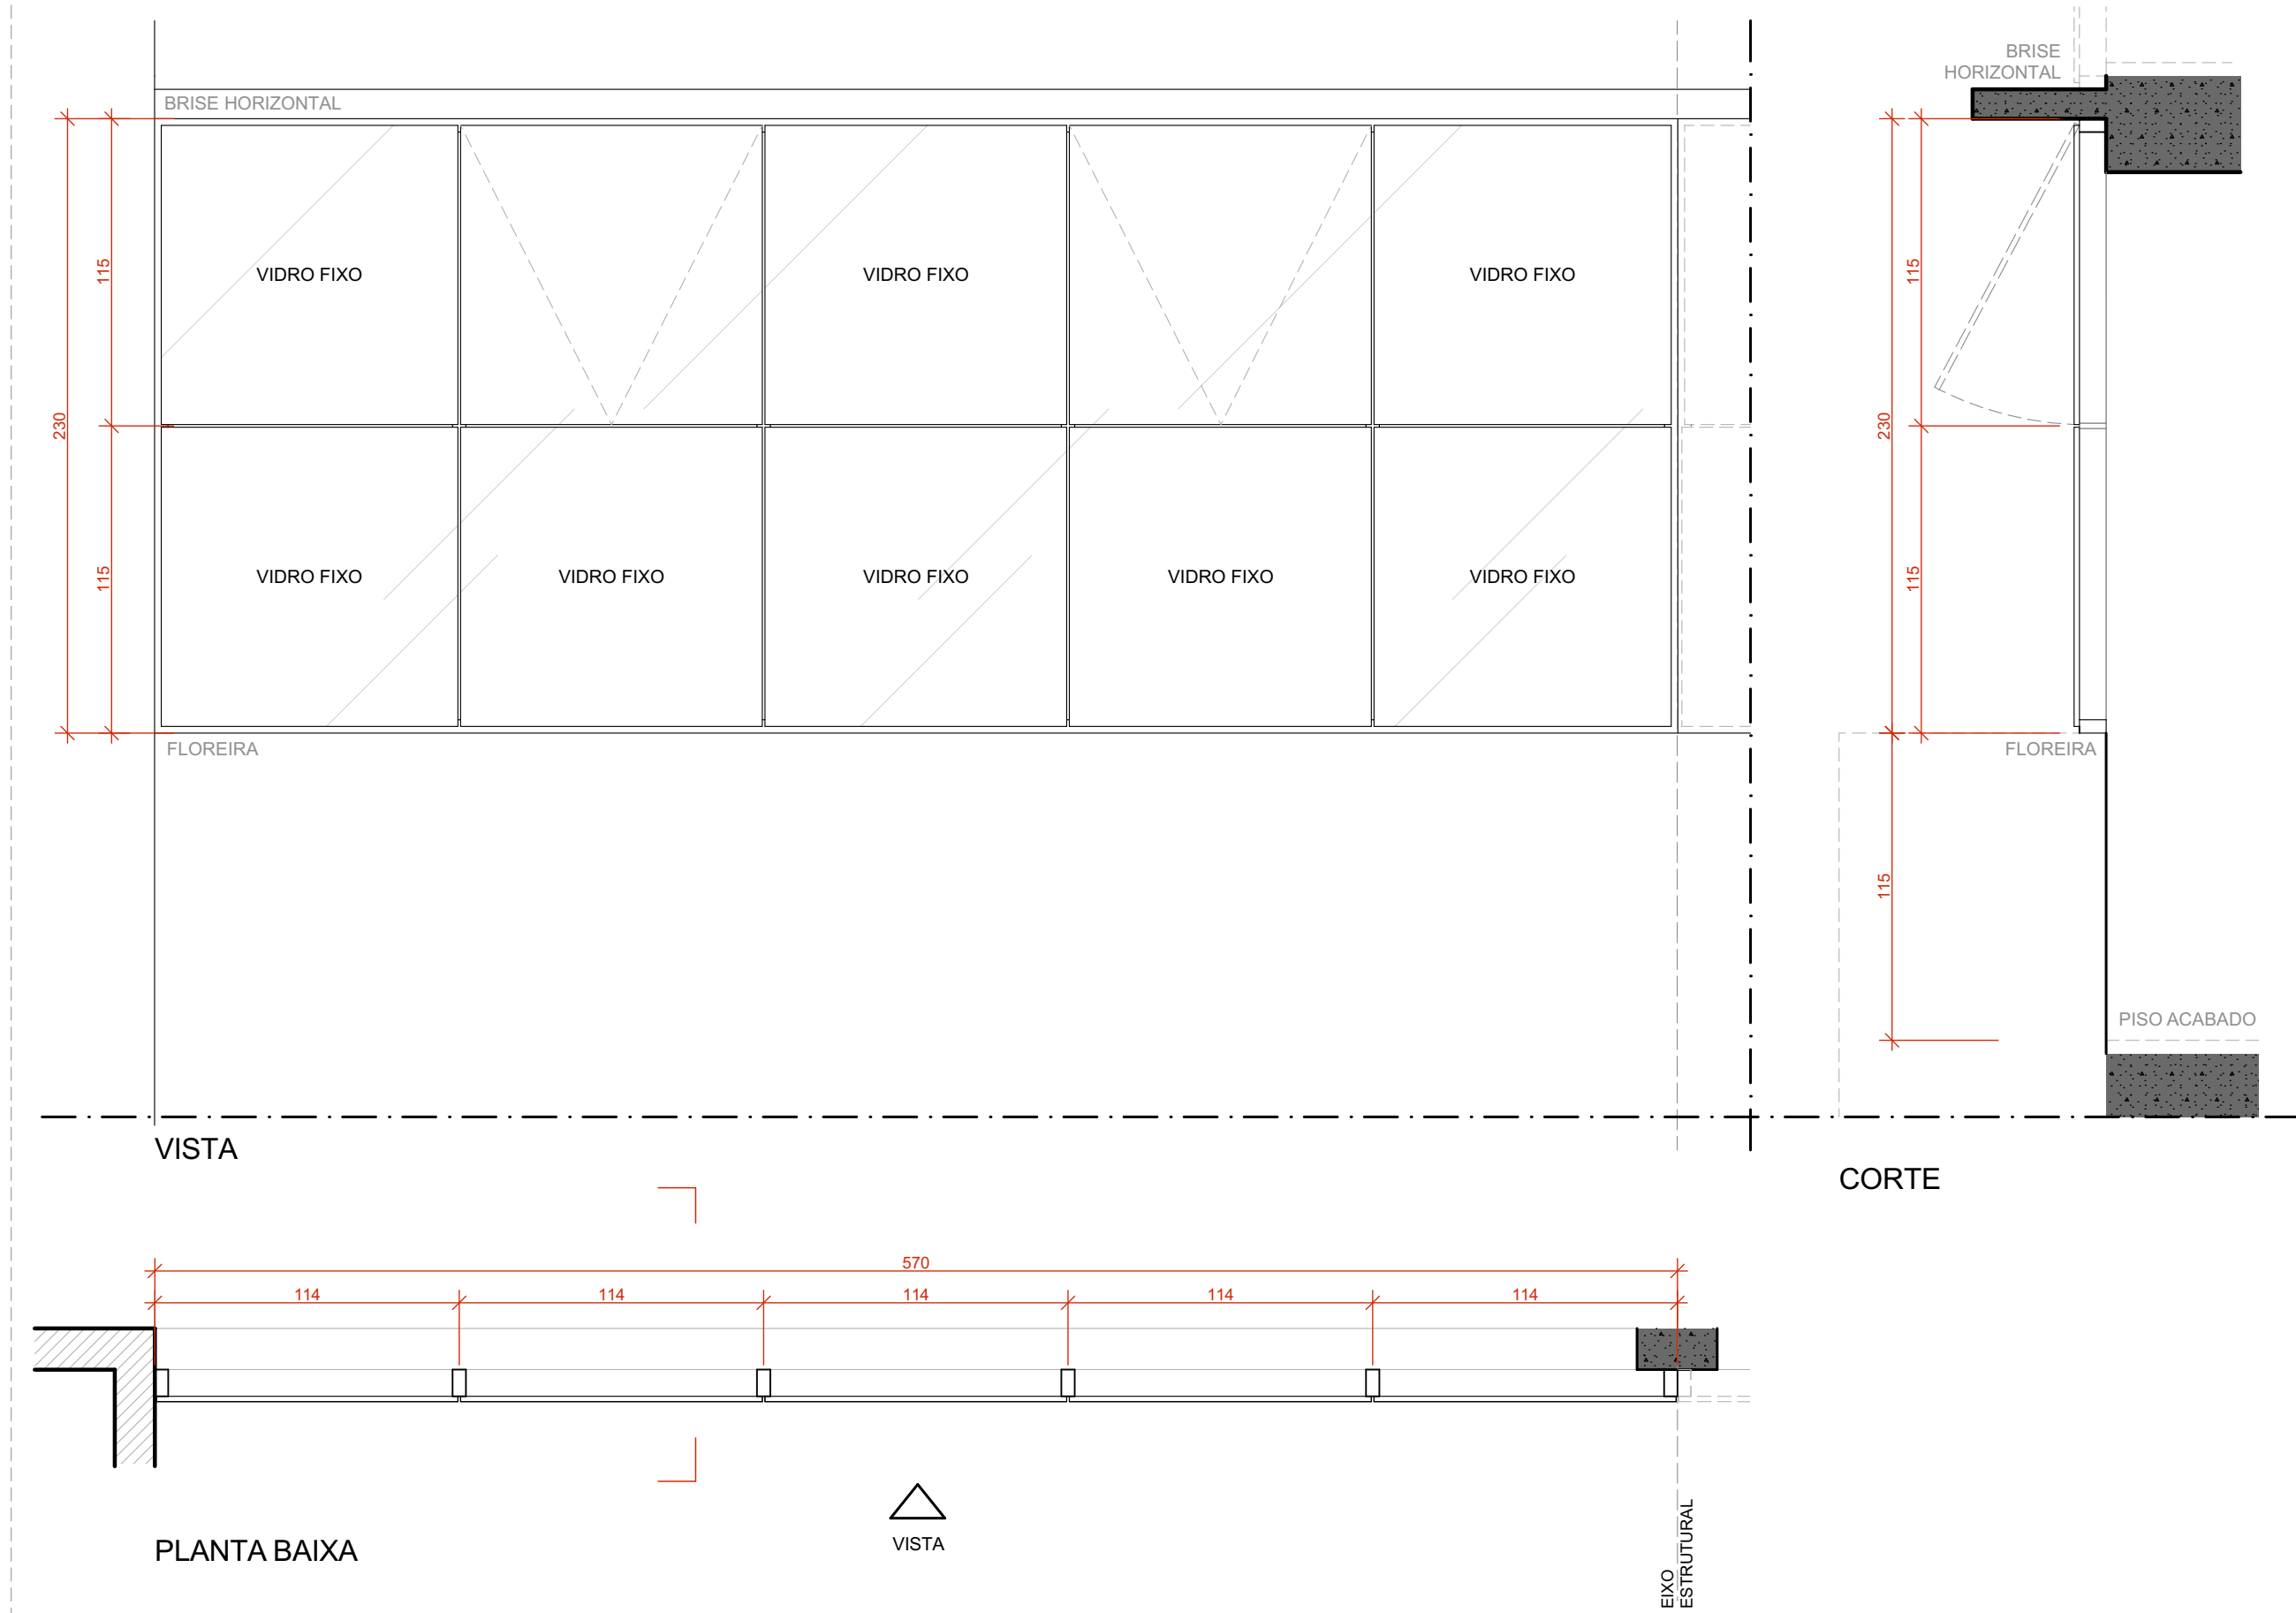 BRISE
HORIZONTAL
BRISE HORIZONTAL
115
VIDRO FIXO
VIDRO FIXO
VIDRO FIXO
115
230
230
115
VIDRO FIXO
VIDRO FIXO
VIDRO FIXO
VIDRO FIXO
VIDRO FIXO
115
FLOREIRA
FLOREIRA
115
PISO ACABADO
VISTA
CORTE
570
114
114
114
114
114
VISTA
PLANTA BAIXA
EIXO
ESTRUTURAL